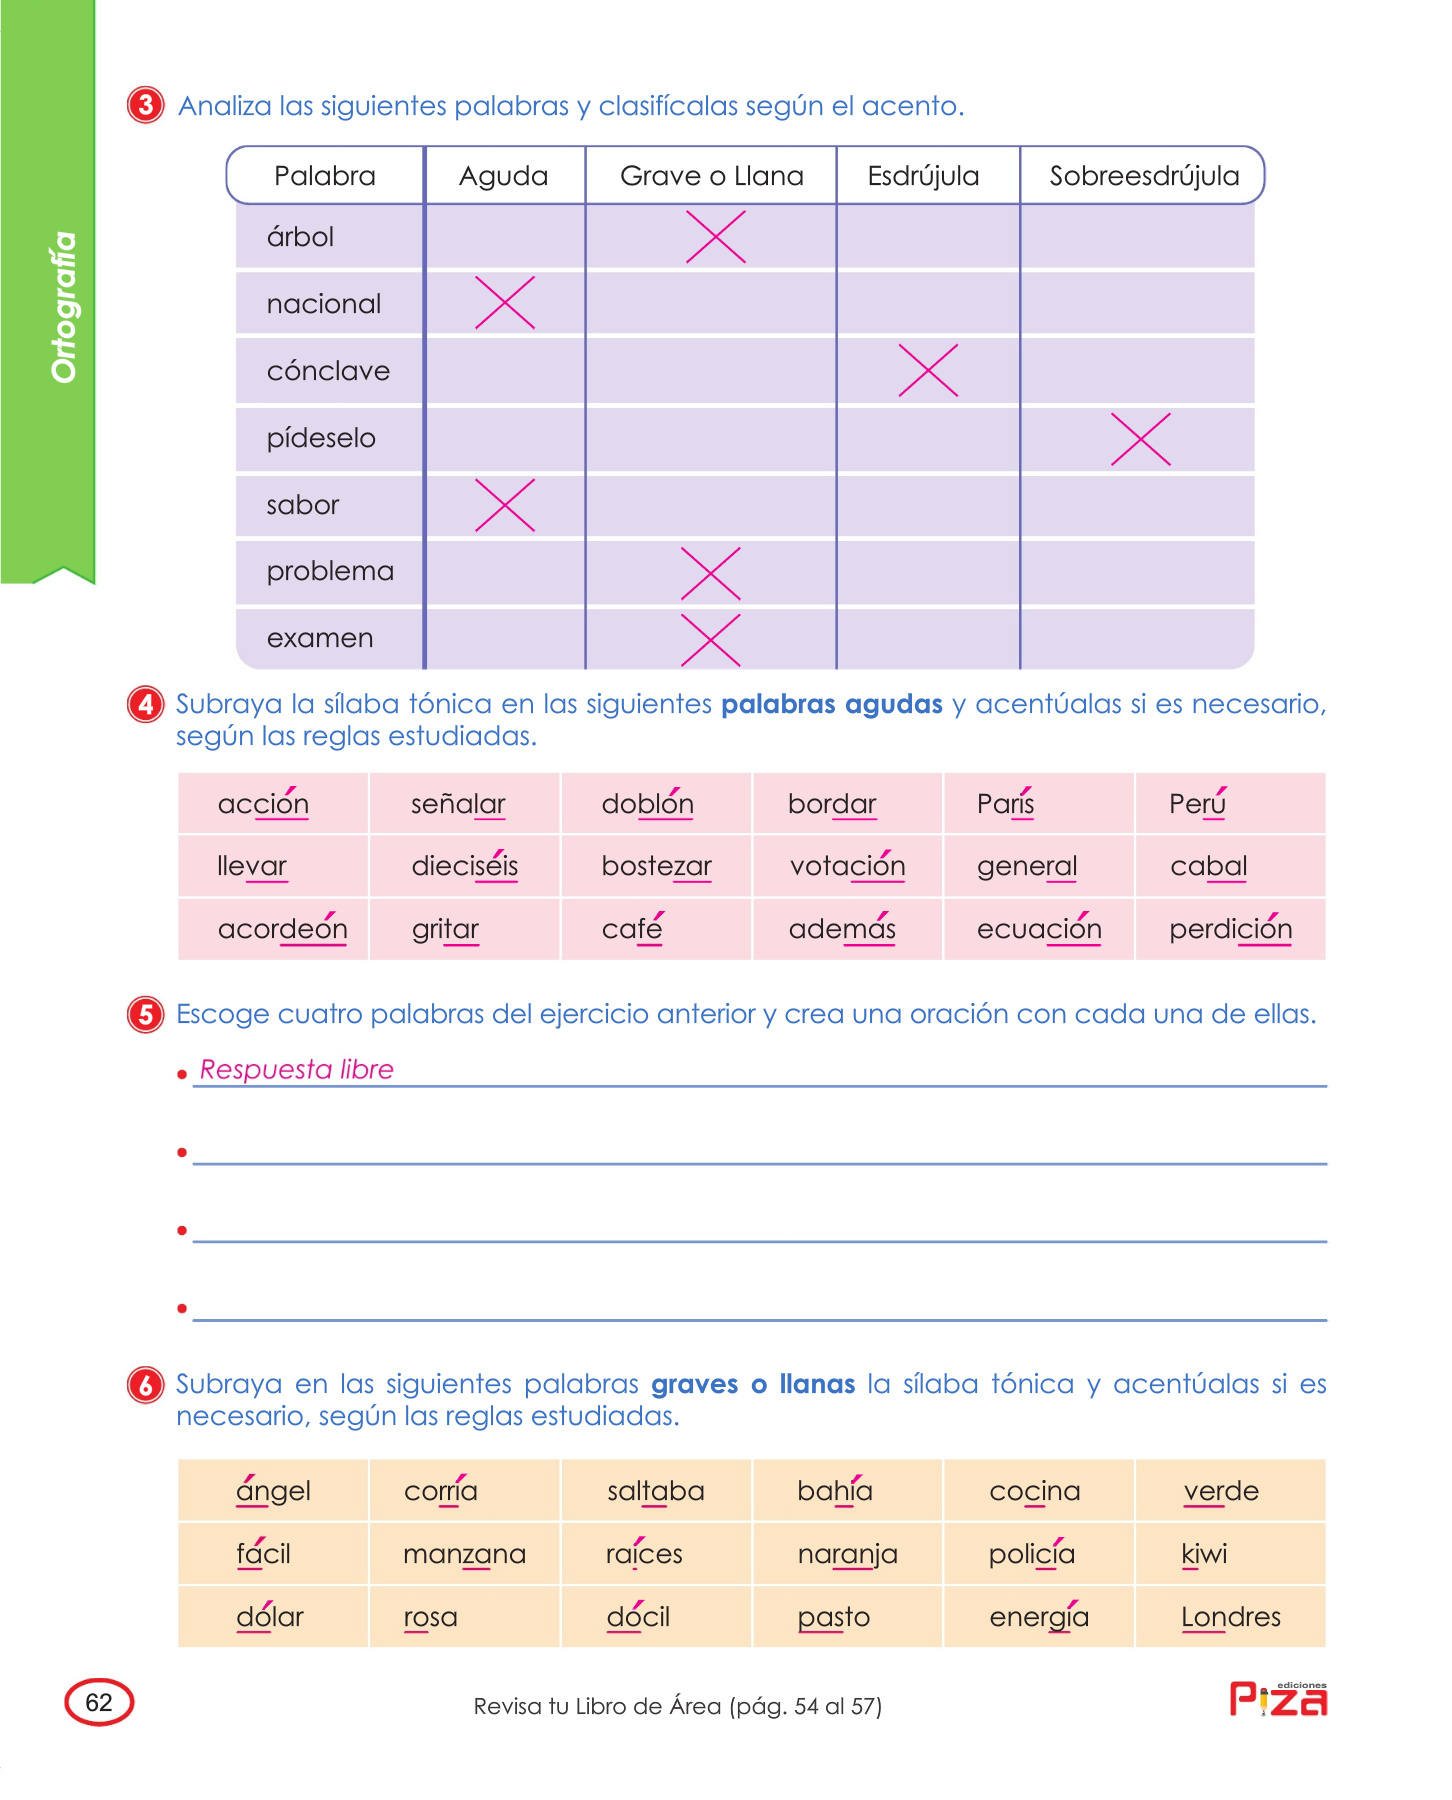 Ortografía
3 Analiza las siguientes palabras y clasifícalas según el acento.
Palabra Aguda Grave o Llana Esdrújula Sobreesdrújula
árbol
nacional
cónclave
pídeselo
sabor
problema
examen
4 Subraya la sílaba tónica en las siguientes palabras agudas y acentúalas si es necesario,
según las reglas estudiadas.
acción señalar doblón bordar París Perú
llevar dieciséis bostezar votación general cabal
acordeón gritar café además ecuación perdición
5 Escoge cuatro palabras del ejercicio anterior y crea una oración con cada una de ellas.
• Respuesta libre
•
•
•
6 Subraya en las siguientes palabras graves o llanas la sílaba tónica y acentúalas si es
necesario, según las reglas estudiadas.
ángel corría saltaba bahía cocina verde
fácil manzana raíces naranja policía kiwi
dólar rosa dócil pasto energía Londres
62
Revisa tu Libro de Área (pág. 54 al 57)
ediciones
Piza